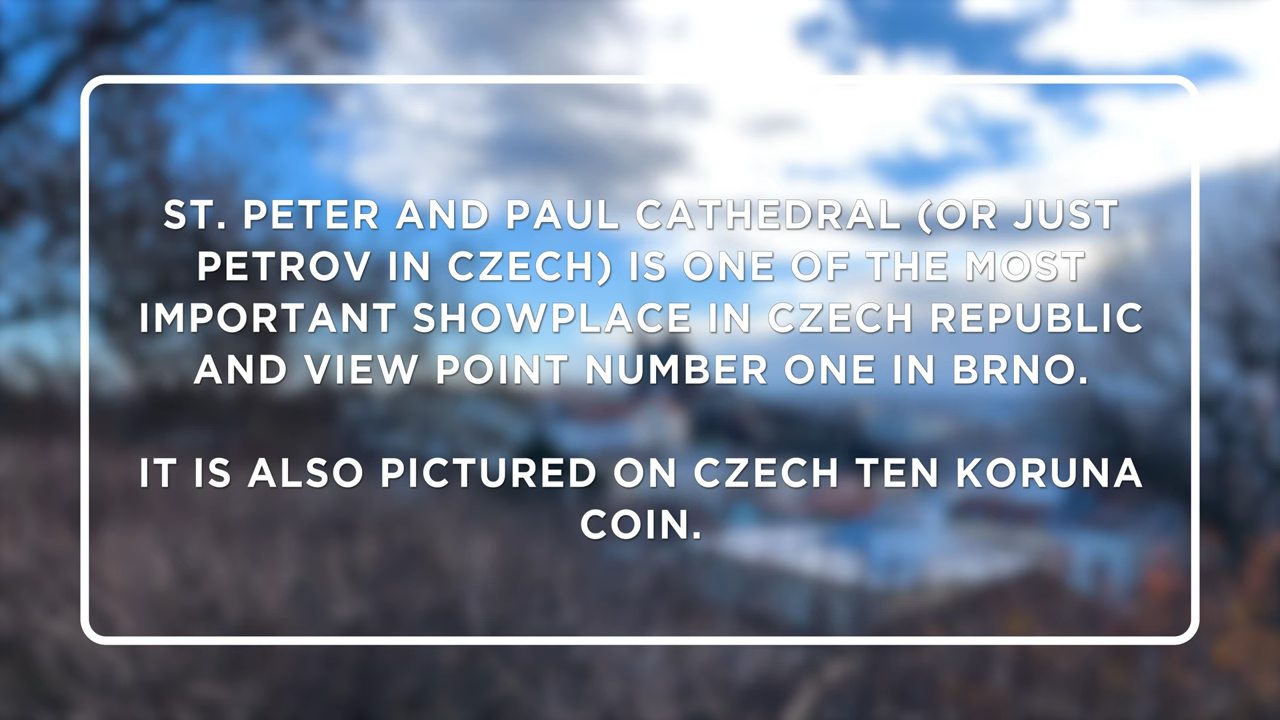 ST. PETER AND PAUL CATHEDRAL (OR JUST
PETROV IN CZECH) IS ONE OF THE MOST
IMPORTANT SHOWPLACE IN CZECH REPUBLIC
AND VIEW POINT NUMBER ONE IN BRNO.
IT IS ALSO PICTURED ON CZECH TEN KORUNA
COIN.